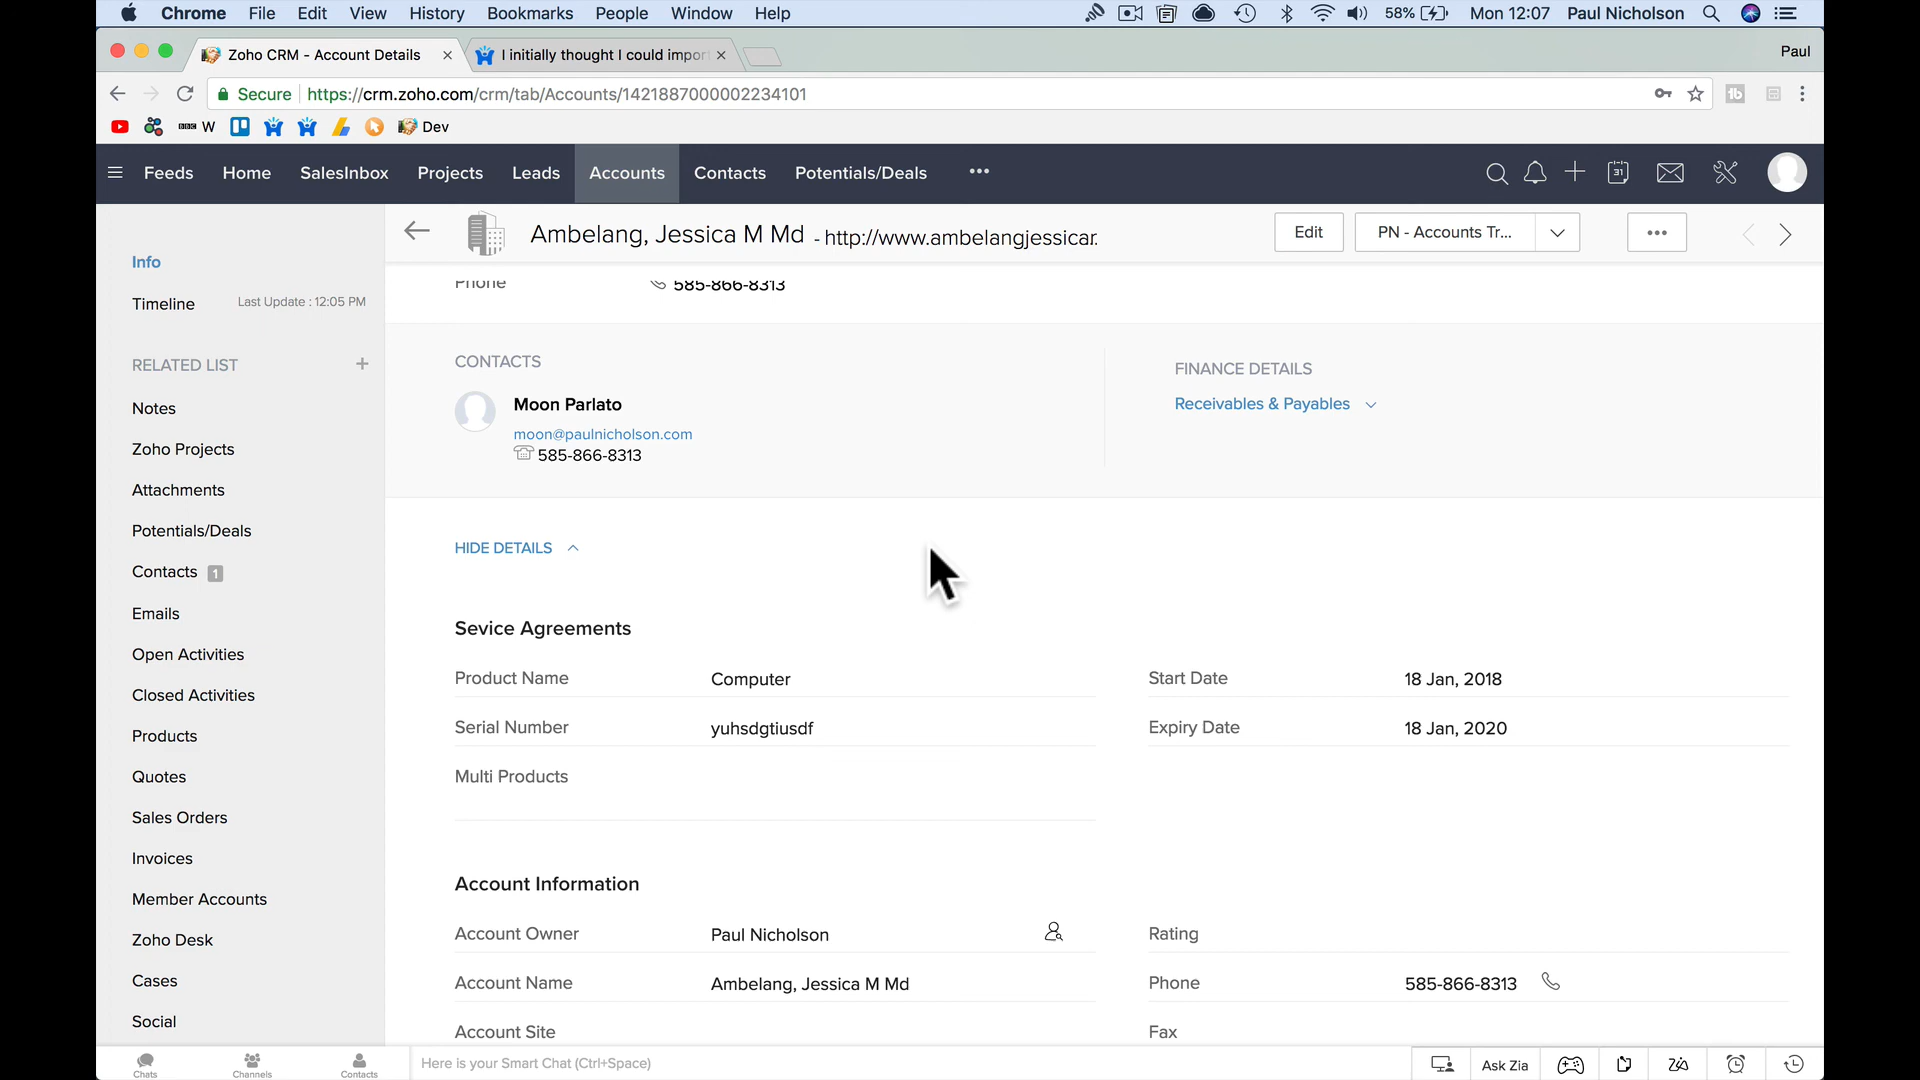 Chrome File Edit View History Bookmarks People Window Help 58% Mon 12:07 Paul Nicholson
Zoho CRM - Account Details I initially thought I could impor Paul
Secure https://crm.zoho.com/crm/tab/Accounts/1421887000002234101
BBC W Dev
Feeds Home SalesInbox Projects Leads Accounts Contacts Potentials/Deals ••• 31
Ambelang, Jessica M Md - http://www.ambelangjessicar. Edit PN - Accounts Tr... •••
Info
Timeline Last Update : 12:05 PM
RELATED LIST +
Notes
Zoho Projects
Attachments
Potentials/Deals
Contacts 1
Emails
Open Activities
Closed Activities
Products
Quotes
Sales Orders
Invoices
Member Accounts
Zoho Desk
Cases
Social
Phone 585-866-8313
CONTACTS
Moon Parlato
moon@paulnicholson.com
585-866-8313
FINANCE DETAILS
Receivables & Payables
HIDE DETAILS
Sevice Agreements
Product Name Computer Start Date 18 Jan, 2018
Serial Number yuhsdgtiusdf Expiry Date 18 Jan, 2020
Multi Products
Account Information
Account Owner Paul Nicholson Rating
Account Name Ambelang, Jessica M Md Phone 585-866-8313
Account Site Fax
Chats Channels Contacts Here is your Smart Chat (Ctrl+Space) Ask Zia